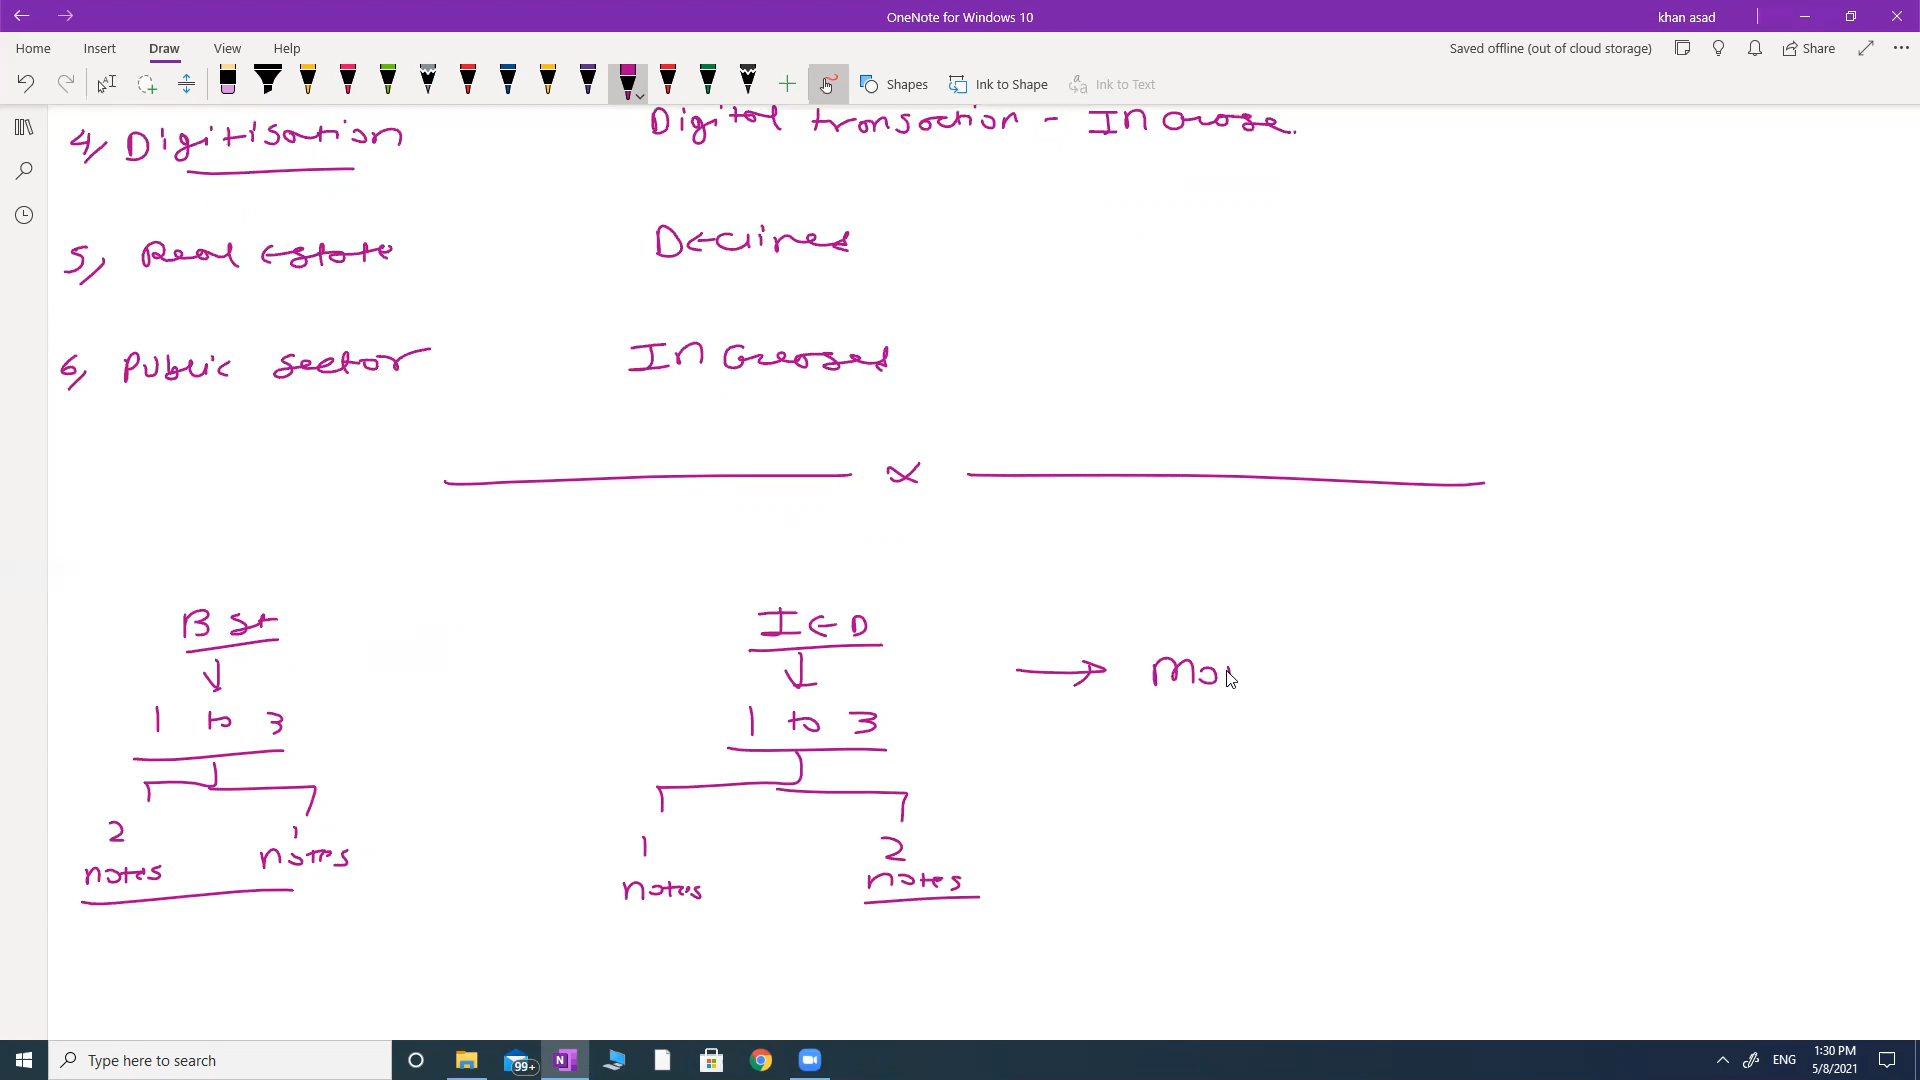 OneNote for Windows 10
khan asad
Home Insert Draw View Help
Saved offline (out of cloud storage)
Share
Shapes
Ink to Shape
Ink to Text
4, Digitisation Digital transaction - Increase.
5, Real Estate Declined
6, Public sector Increased
x
B St I E D
→ Mo
1 to 3 1 to 3
2 1 1 2
notes notes notes notes
Type here to search
99+
ENG
1:30 PM
5/8/2021